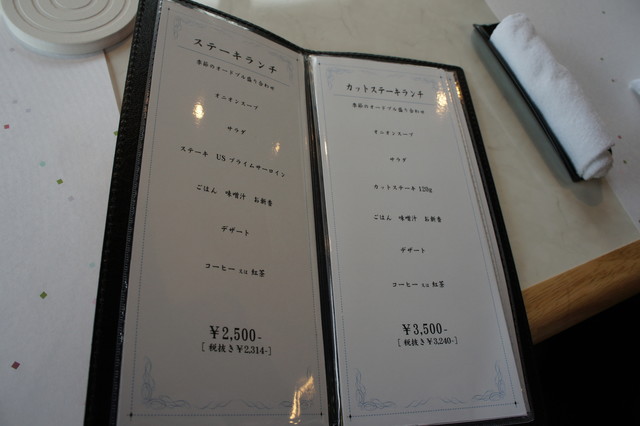 ステーキランチ
季節のオードブル盛り合わせ
オニオンスープ
サラダ
ステーキ US プライムサーロイン
ごはん 味噌汁 お新香
デザート
コーヒー 又は 紅茶
￥2,500-
[ 税抜き￥2,314-]
カットステーキランチ
季節のオードブル盛り合わせ
オニオンスープ
サラダ
カットステーキ 120g
ごはん 味噌汁 お新香
デザート
コーヒー 又は 紅茶
￥3,500-
[ 税抜き￥3,240-]